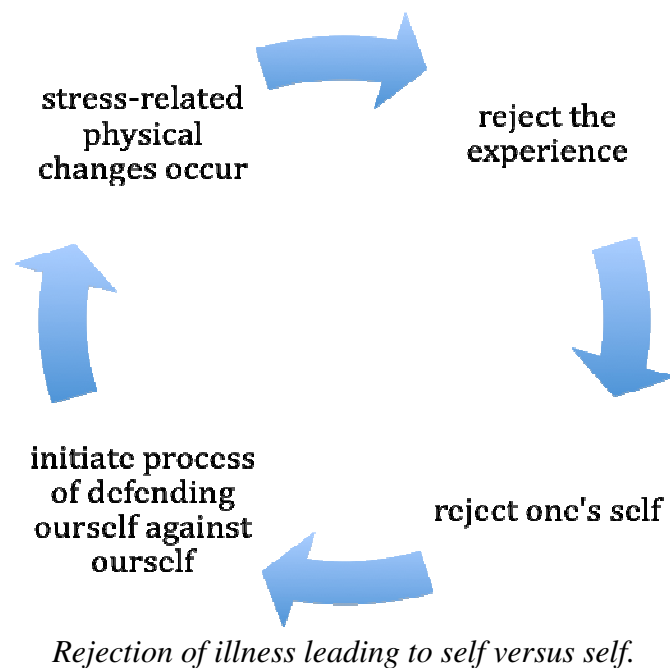 stress-related
physical
changes occur
reject the
experience
reject one's self
initiate process
of defending
ourself against
ourself
Rejection of illness leading to self versus self.